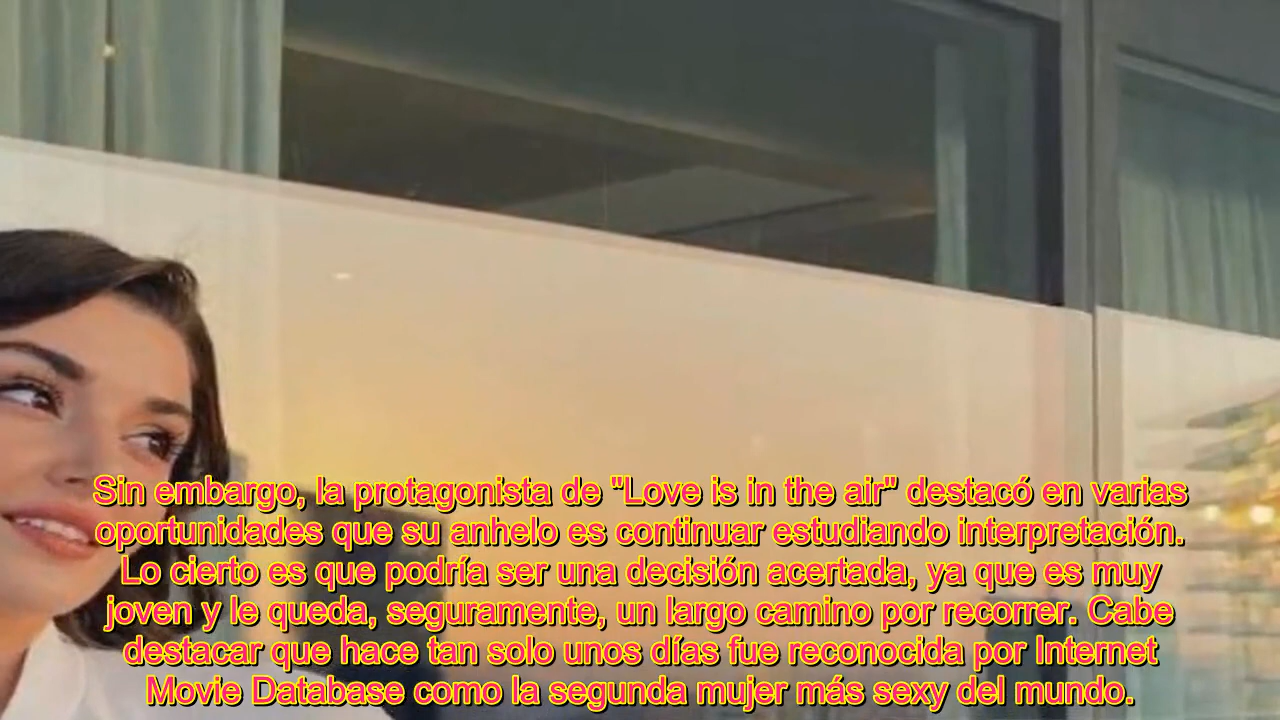 Sin embargo, la protagonista de "Love is in the air" destacó en varias
oportunidades que su anhelo es continuar estudiando interpretación.
Lo cierto es que podría ser una decisión acertada, ya que es muy
joven y le queda, seguramente, un largo camino por recorrer. Cabe
destacar que hace tan solo unos días fue reconocida por Internet
Movie Database como la segunda mujer más sexy del mundo.